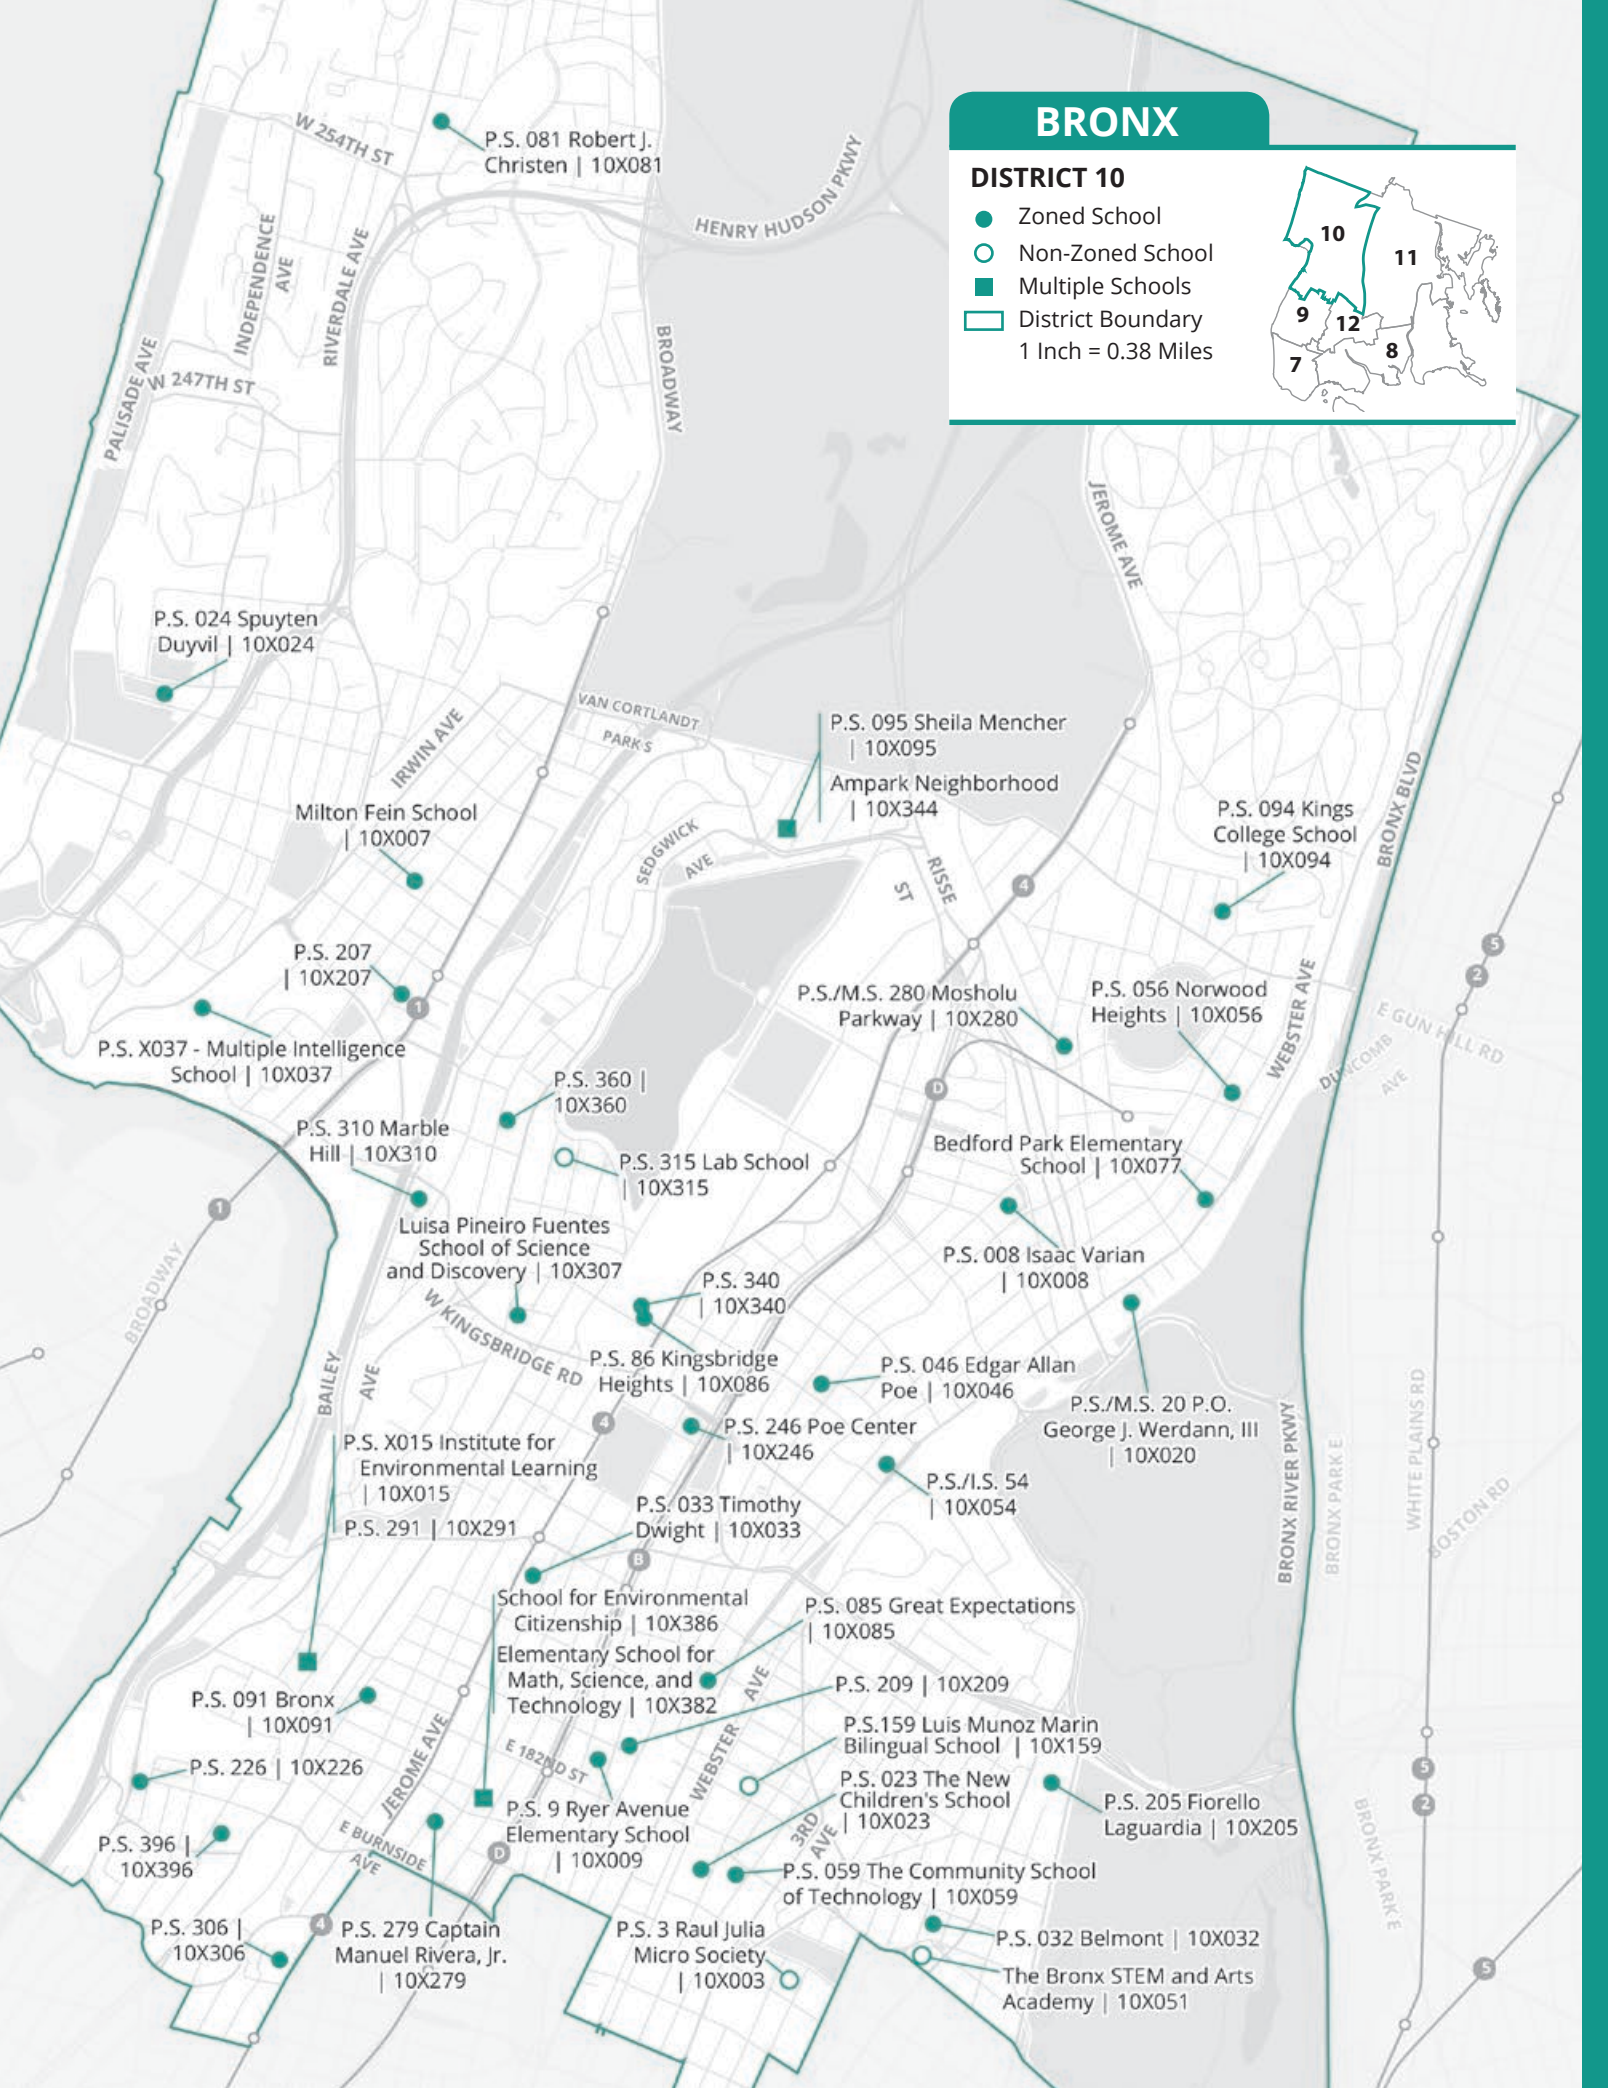 BRONX
DISTRICT 10
Zoned School
Non-Zoned School
Multiple Schools
District Boundary
1 Inch = 0.38 Miles
10
11
9
12
8
7
W 254TH ST
P.S. 081 Robert J.
Christen | 10X081
HENRY HUDSON PKWY
INDEPENDENCE
AVE
RIVERDALE AVE
PALISADE AVE
W 247TH ST
BROADWAY
JEROME AVE
P.S. 024 Spuyten
Duyvil | 10X024
VAN CORTLANDT
PARK S
IRWIN AVE
P.S. 095 Sheila Mencher
| 10X095
Ampark Neighborhood
| 10X344
BRONX BLVD
Milton Fein School
| 10X007
SEDGWICK
AVE
RISSE
ST
4
P.S. 094 Kings
College School
| 10X094
5
2
P.S. 207
| 10X207
1
P.S./M.S. 280 Mosholu
Parkway | 10X280
P.S. 056 Norwood
Heights | 10X056
WEBSTER AVE
E GUN HILL RD
DUNCOMB
AVE
P.S. X037 - Multiple Intelligence
School | 10X037
P.S. 360 |
10X360
D
P.S. 310 Marble
Hill | 10X310
P.S. 315 Lab School
| 10X315
Bedford Park Elementary
School | 10X077
1
BROADWAY
Luisa Pineiro Fuentes
School of Science
and Discovery | 10X307
P.S. 008 Isaac Varian
| 10X008
P.S. 340
| 10X340
W KINGSBRIDGE RD
P.S. 86 Kingsbridge
Heights | 10X086
P.S. 046 Edgar Allan
Poe | 10X046
BAILEY
AVE
4
P.S. 246 Poe Center
| 10X246
P.S./M.S. 20 P.O.
George J. Werdann, III
| 10X020
BRONX RIVER PKWY
BRONX PARK E
WHITE PLAINS RD
BOSTON RD
P.S. X015 Institute for
Environmental Learning
| 10X015
P.S. 291 | 10X291
P.S./I.S. 54
| 10X054
P.S. 033 Timothy
Dwight | 10X033
B
School for Environmental
Citizenship | 10X386
Elementary School for
Math, Science, and
Technology | 10X382
P.S. 085 Great Expectations
| 10X085
P.S. 091 Bronx
| 10X091
P.S. 209 | 10X209
WEBSTER AVE
P.S.159 Luis Munoz Marin
Bilingual School | 10X159
JEROME AVE
E 182ND ST
P.S. 226 | 10X226
P.S. 023 The New
Children's School
| 10X023
5
2
P.S. 9 Ryer Avenue
Elementary School
| 10X009
3RD
AVE
P.S. 205 Fiorello
Laguardia | 10X205
BRONX PARK E
P.S. 396 |
10X396
E BURNSIDE
AVE
D
P.S. 059 The Community School
of Technology | 10X059
P.S. 306 |
10X306
4
P.S. 279 Captain
Manuel Rivera, Jr.
| 10X279
P.S. 3 Raul Julia
Micro Society
| 10X003
P.S. 032 Belmont | 10X032
The Bronx STEM and Arts
Academy | 10X051
5